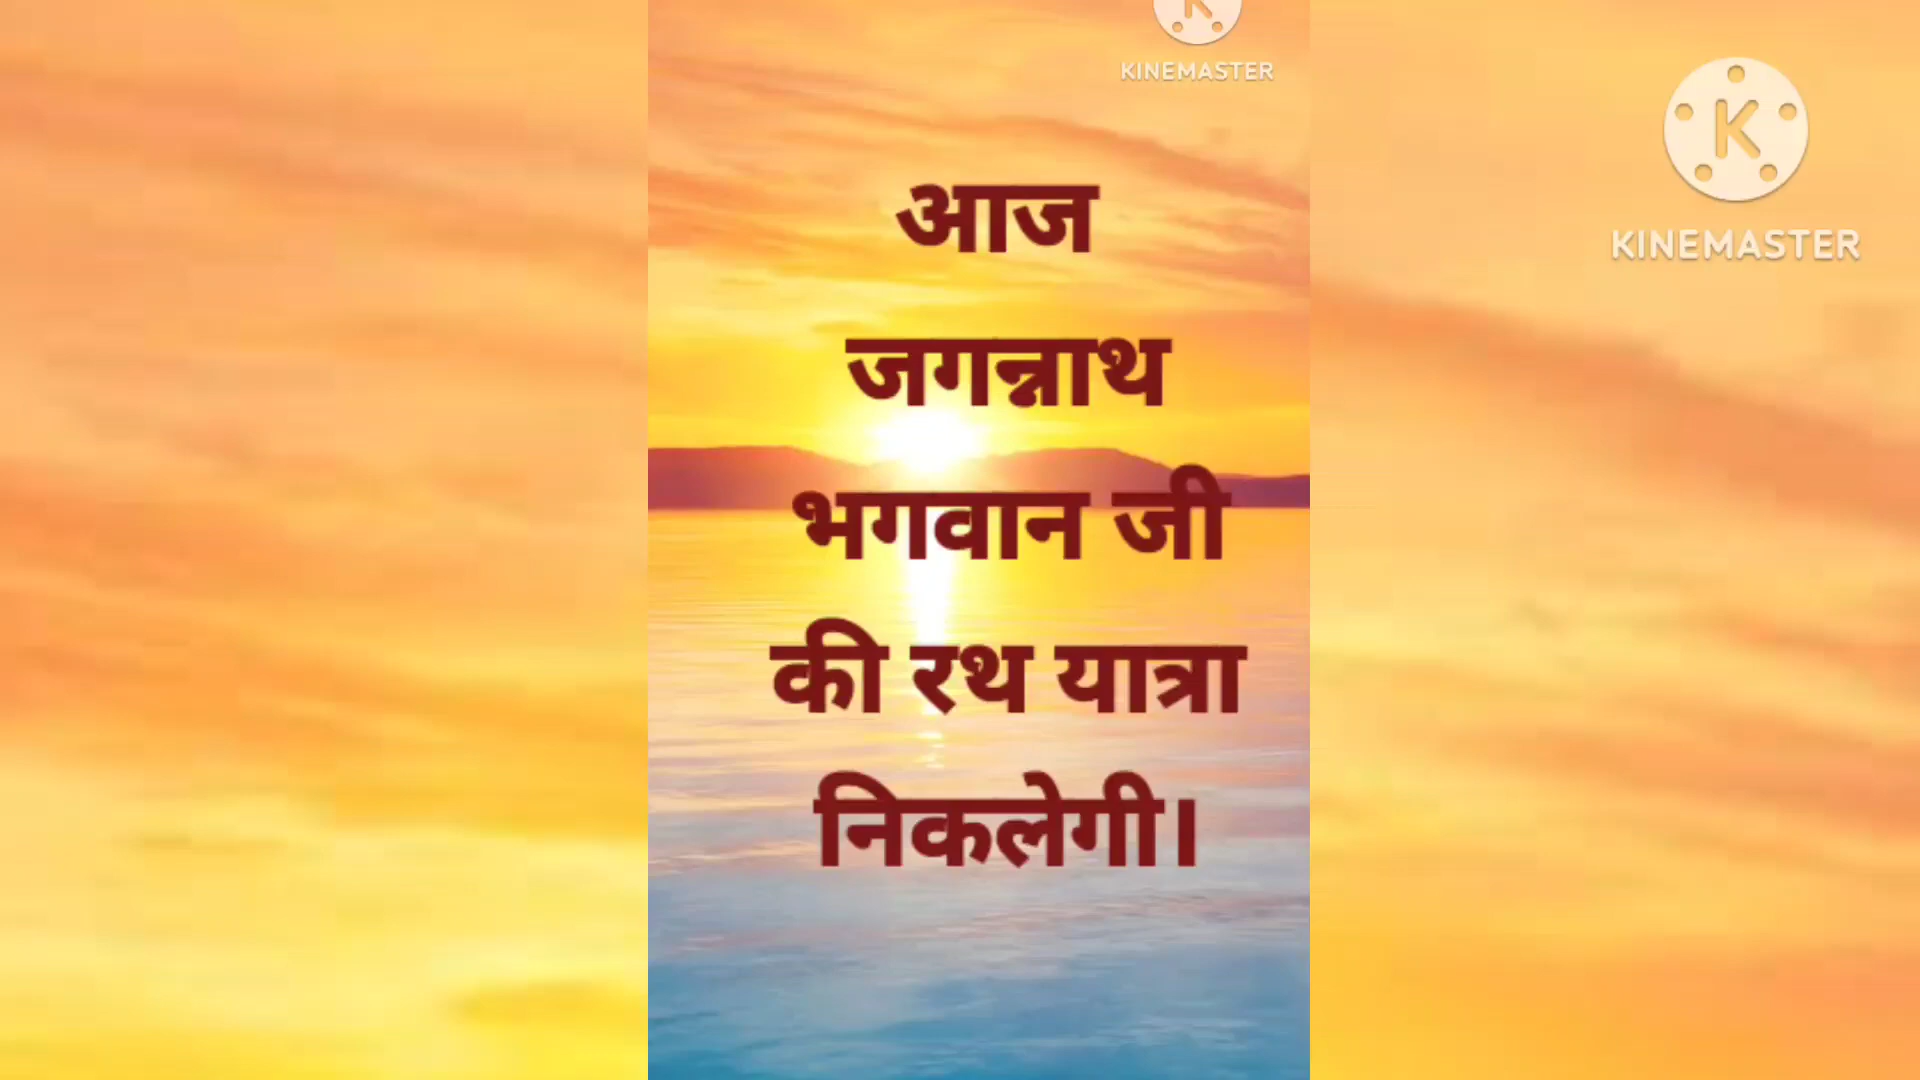 KINEMASTER
K
KINEMASTER
आज
जगन्नाथ
भगवान जी
की रथ यात्रा
निकलेगी।